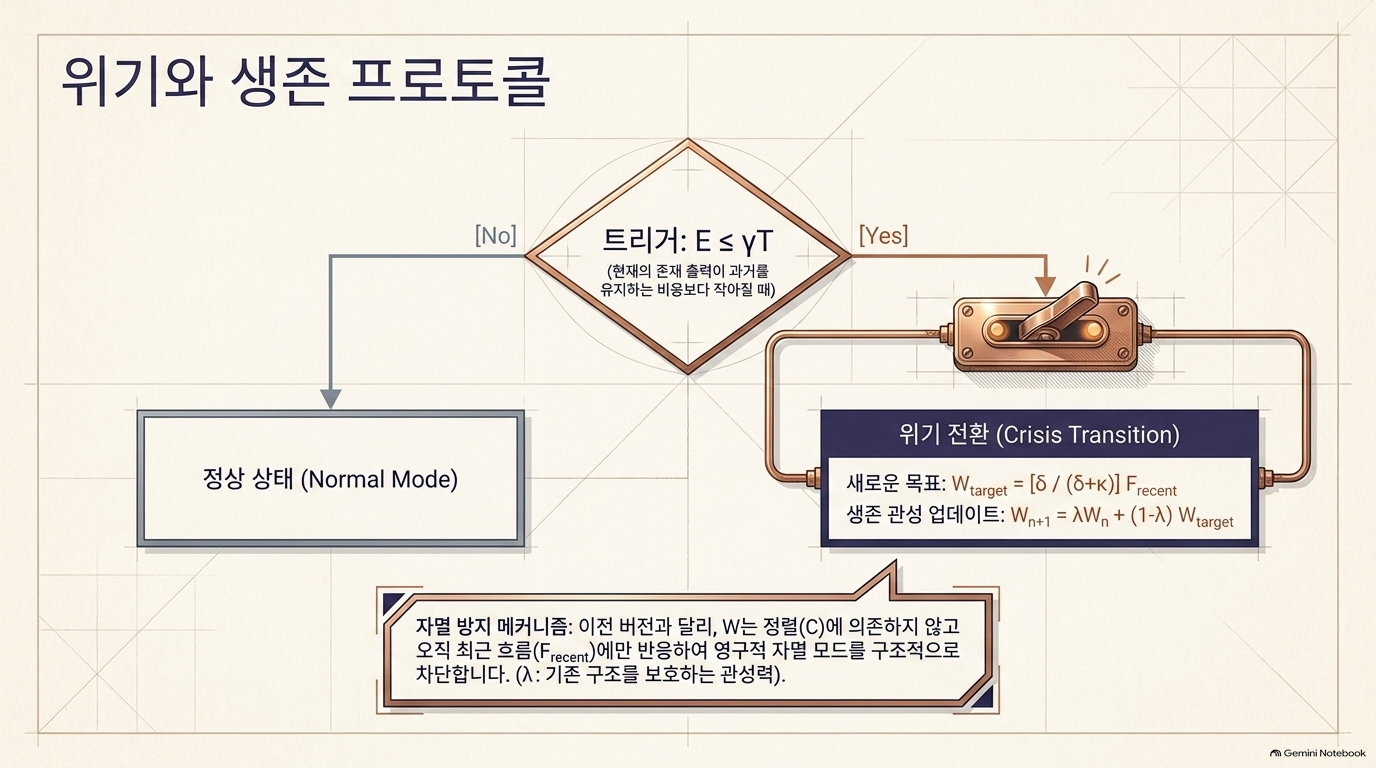 위기와 생존 프로토콜
[No]
트리거: E ≤ γT
[Yes]
(현재의 존재 출력이 과거를
유지하는 비용보다 작아질 때)
위기 전환 (Crisis Transition)
정상 상태 (Normal Mode)
새로운 목표: W_target = [δ / (δ+κ)] F_recent
생존 관성 업데이트: W_n+1 = λW_n + (1-λ) W_target
자멸 방지 메커니즘: 이전 버전과 달리, W는 정렬(C)에 의존하지 않고
오직 최근 흐름(F_recent)에만 반응하여 영구적 자멸 모드를 구조적으로
차단합니다. (λ: 기존 구조를 보호하는 관성력).
Gemini Notebook